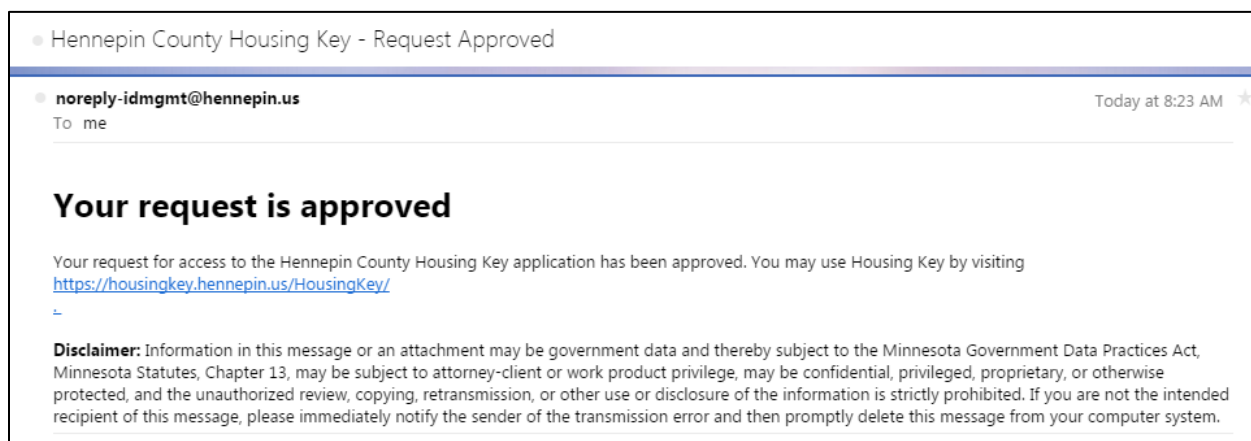 Hennepin County Housing Key - Request Approved
noreply-idmgmt@hennepin.us
Today at 8:23 AM
To me
Your request is approved
Your request for access to the Hennepin County Housing Key application has been approved. You may use Housing Key by visiting
https://housingkey.hennepin.us/HousingKey/
.
Disclaimer: Information in this message or an attachment may be government data and thereby subject to the Minnesota Government Data Practices Act,
Minnesota Statutes, Chapter 13, may be subject to attorney-client or work product privilege, may be confidential, privileged, proprietary, or otherwise
protected, and the unauthorized review, copying, retransmission, or other use or disclosure of the information is strictly prohibited. If you are not the intended
recipient of this message, please immediately notify the sender of the transmission error and then promptly delete this message from your computer system.